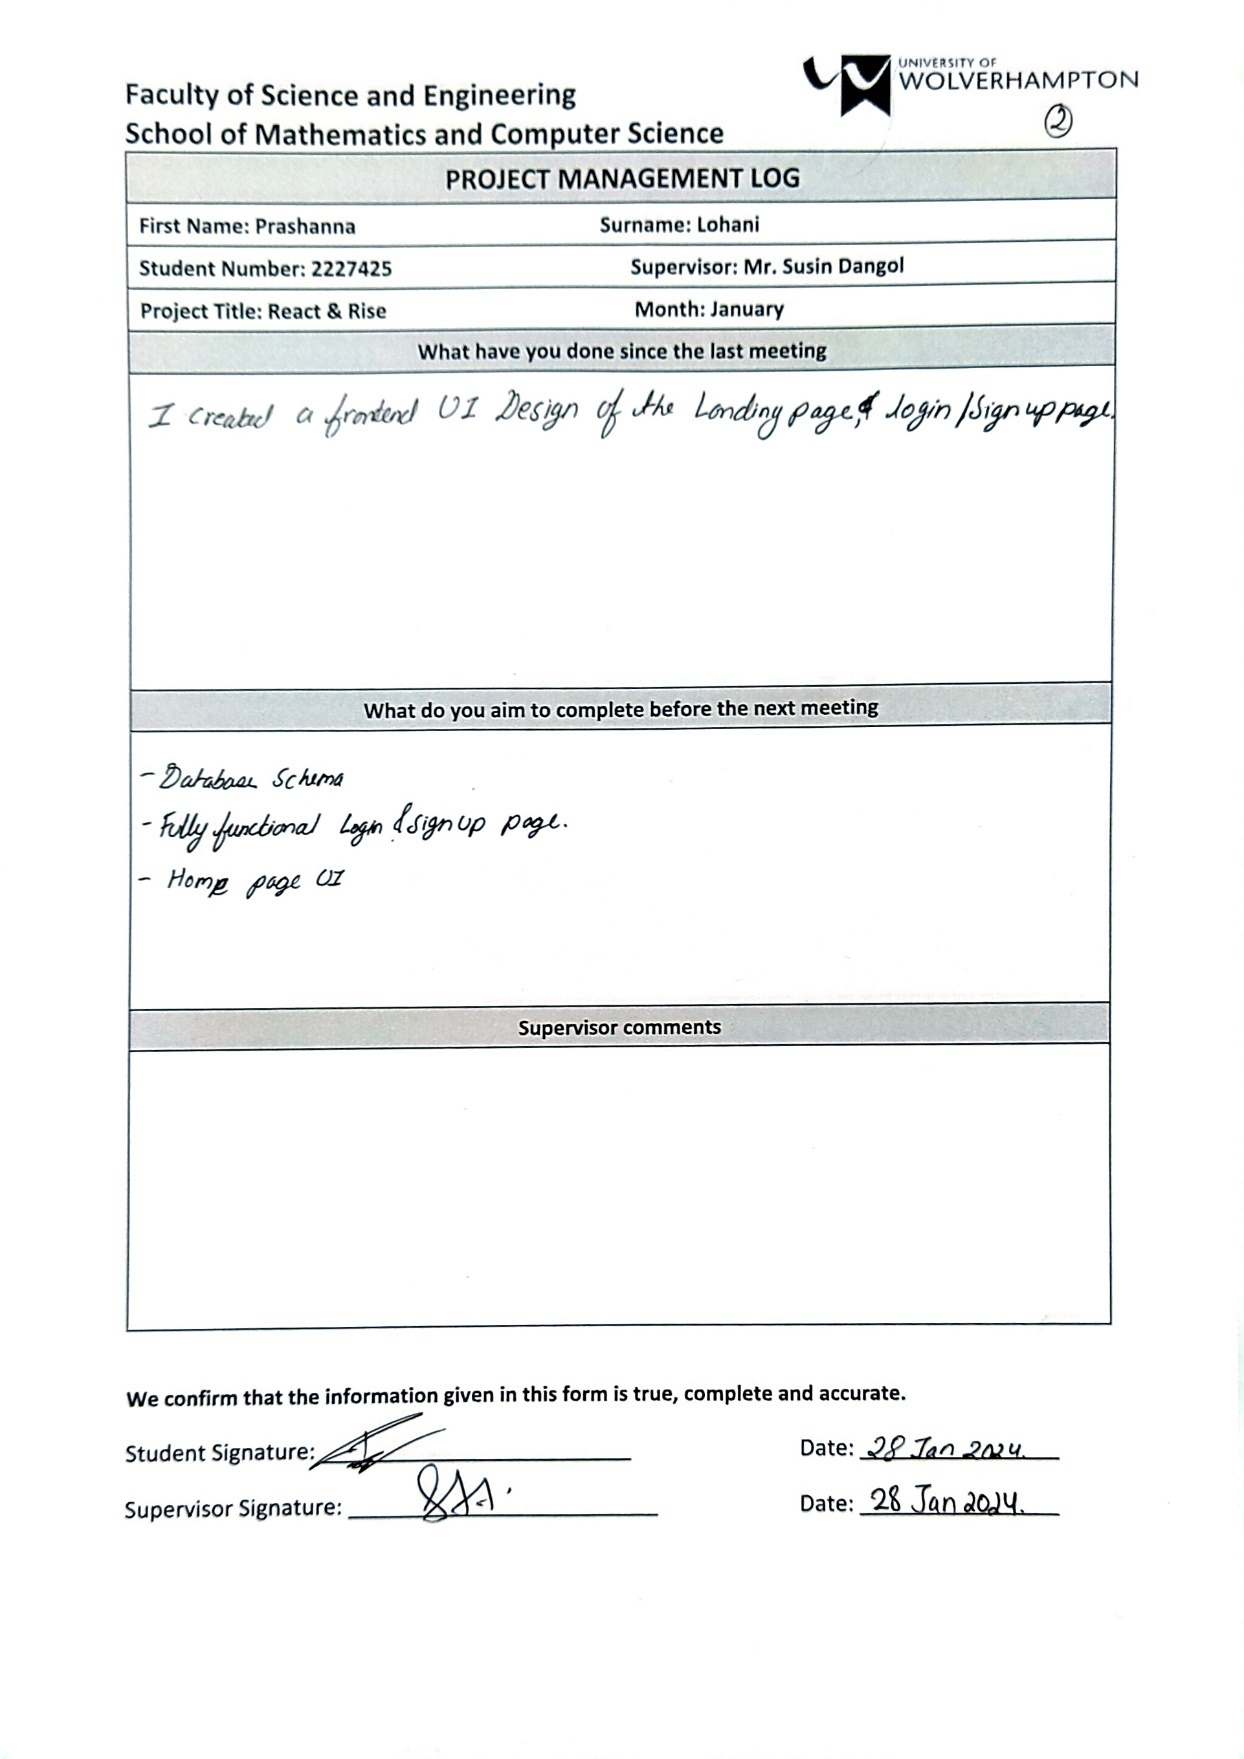 UNIVERSITY OF
WOLVERHAMPTON
Faculty of Science and Engineering
School of Mathematics and Computer Science
2
PROJECT MANAGEMENT LOG
First Name: Prashanna Surname: Lohani
Student Number: 2227425 Supervisor: Mr. Susin Dangol
Project Title: React & Rise Month: January
What have you done since the last meeting
I created a frontend UI Design of the Landing page, & login/Sign up page.
What do you aim to complete before the next meeting
- Database Schema
- Fully functional Login & sign up page.
- Home page UI
Supervisor comments
We confirm that the information given in this form is true, complete and accurate.
Student Signature: Date: 28 Jan 2024.
Supervisor Signature: Date: 28 Jan 2024.